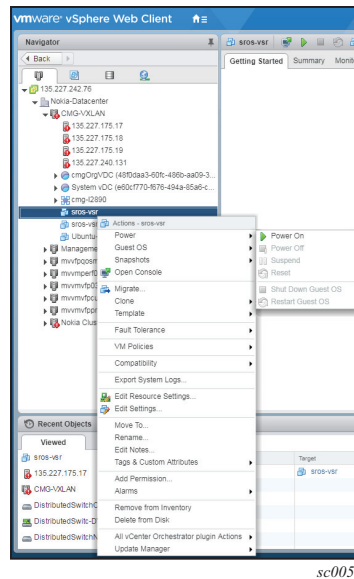 vmware® vSphere Web Client
Navigator
Back
sros-vsr
Getting Started Summary Monit
135.227.242.76
Nokia-Datacenter
CMG-VXLAN
135.227.175.17
135.227.175.18
135.227.175.19
135.227.240.131
cmgOrgVDC (48f0daa3-60fc-486b-aa09-3...
System vDC (e60cf770-f676-494a-85a6-c...
cmg-i2890
sros-vsr
sros-vs
Ubuntu-
Manageme
mvvfpqosm
mvvmperf0
mvvmvfp03
mvvmvfpcu
mvvmvfppr
Nokia Clus
Actions - sros-vsr
Power
Guest OS
Snapshots
Open Console
Migrate...
Clone
Template
Fault Tolerance
VM Policies
Compatibility
Export System Logs...
Edit Resource Settings...
Edit Settings...
Move To...
Rename...
Edit Notes...
Tags & Custom Attributes
Add Permission...
Alarms
Remove from Inventory
Delete from Disk
All vCenter Orchestrator plugin Actions
Update Manager
Power On
Power Off
Suspend
Reset
Shut Down Guest OS
Restart Guest OS
Recent Objects
Viewed
sros-vsr
135.227.175.17
CMG-VXLAN
DistributedSwitchC
DistributedSwitc-D
DistributedSwitchN
Target
sros-vsr
sc005